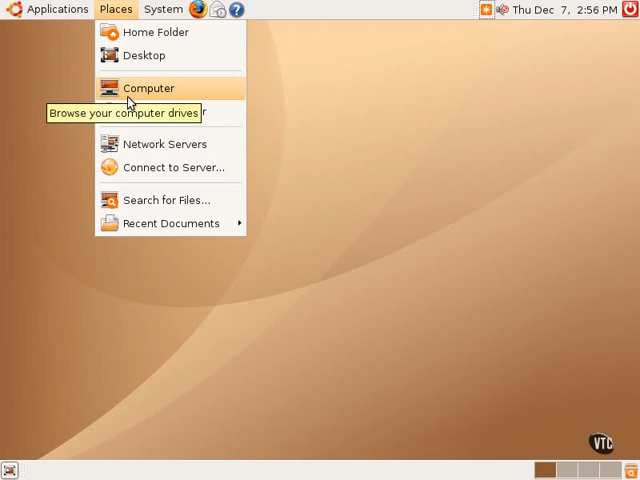 Applications Places System Thu Dec 7, 2:56 PM
Home Folder
Desktop
Computer
Browse your computer drives
Network Servers
Connect to Server...
Search for Files...
Recent Documents
VTC